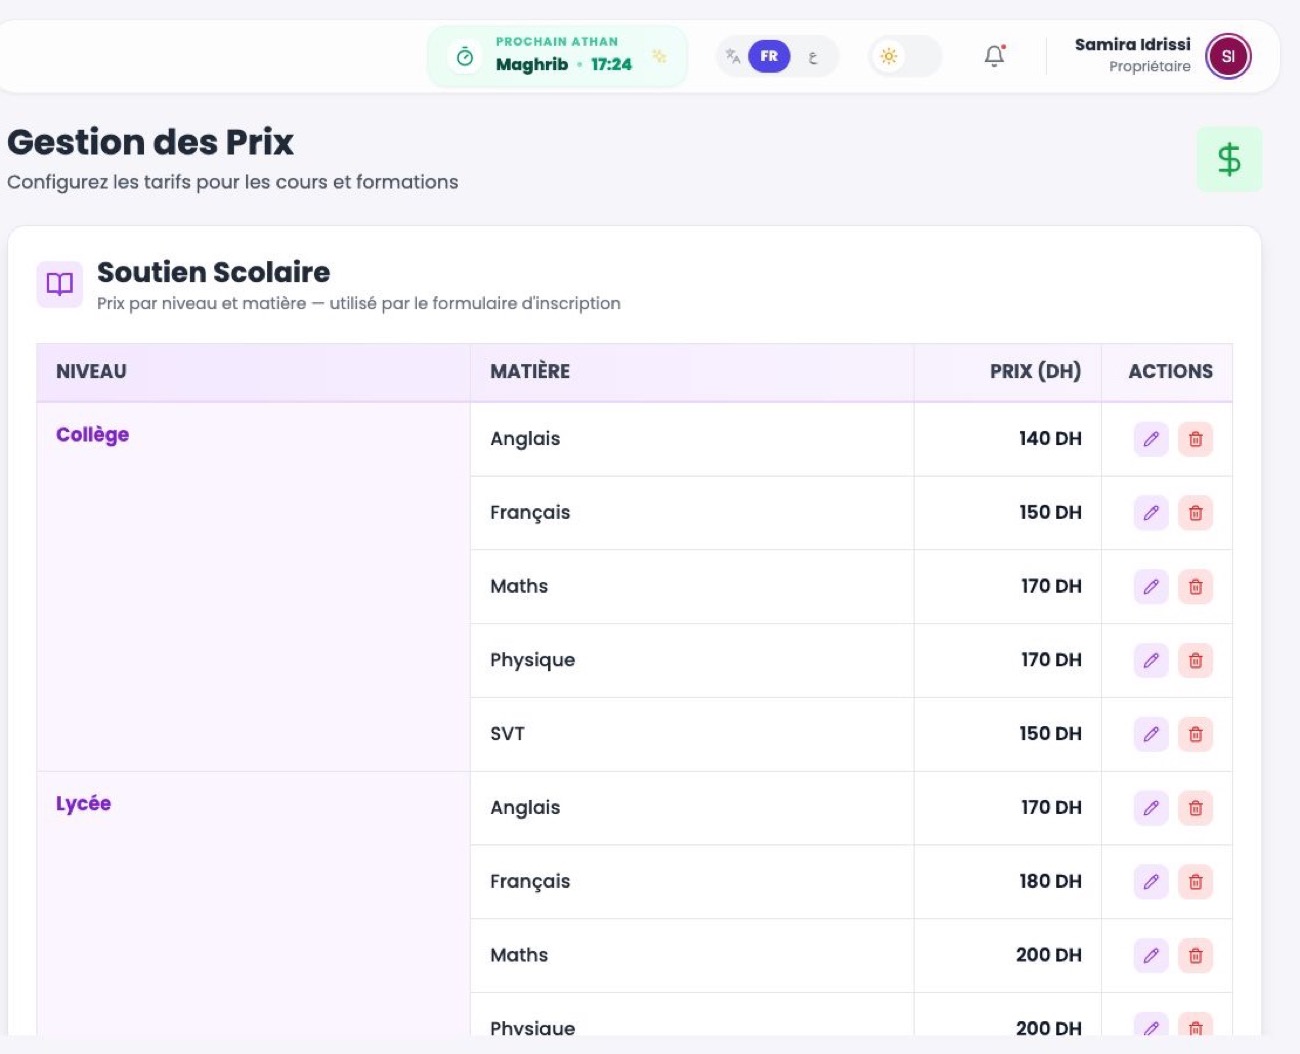 PROCHAIN ATHAN
Maghrib • 17:24
FR
ع
Samira Idrissi
Propriétaire
SI
Gestion des Prix
Configurez les tarifs pour les cours et formations
$
Soutien Scolaire
Prix par niveau et matière — utilisé par le formulaire d'inscription
NIVEAU MATIÈRE PRIX (DH) ACTIONS
Collège Anglais 140 DH
Français 150 DH
Maths 170 DH
Physique 170 DH
SVT 150 DH
Lycée Anglais 170 DH
Français 180 DH
Maths 200 DH
Physique 200 DH